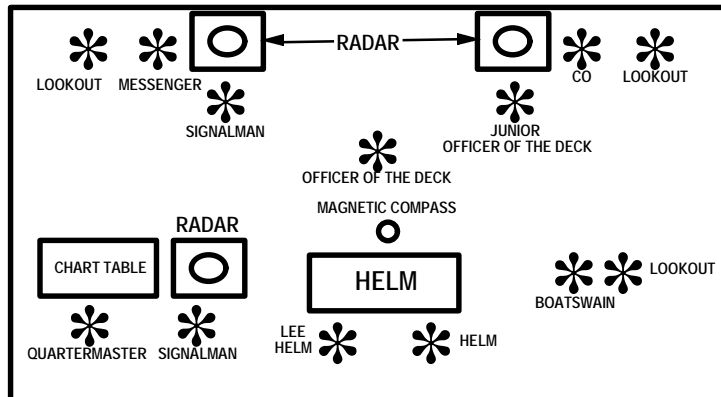 RADAR
LOOKOUT
MESSENGER
CO
LOOKOUT
SIGNALMAN
JUNIOR
OFFICER OF THE DECK
OFFICER OF THE DECK
MAGNETIC COMPASS
RADAR
CHART TABLE
HELM
LOOKOUT
BOATSWAIN
QUARTERMASTER
SIGNALMAN
LEE
HELM
HELM